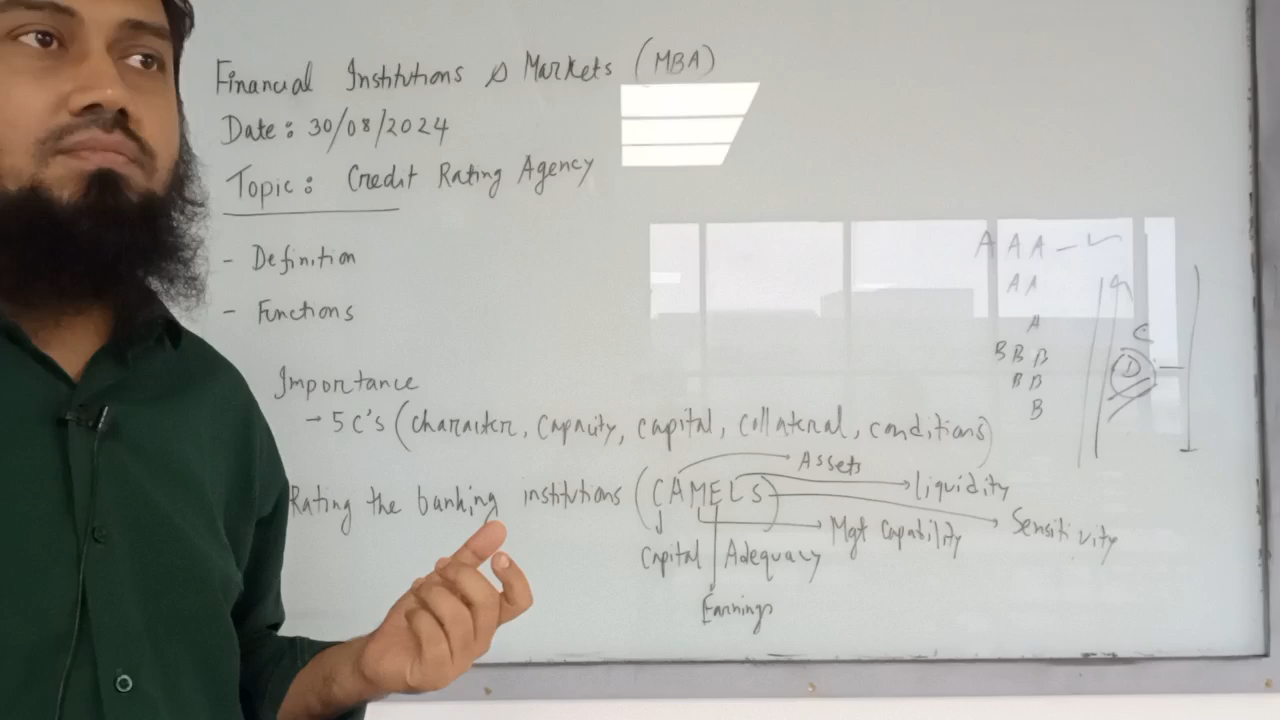 Financial Institutions & Markets (MBA)
Date : 30/08/2024
Topic : Credit Rating Agency
- Definition
- Functions
Importance
→ 5 C's (character, capacity, capital, collateral, conditions)
Rating the banking institutions (CAMELS)
Assets
liquidity
Sensitivity
Mgt Capability
Capital Adequacy
Earnings
AAA - ✓
AA
A
BBB
BB
B
C
D